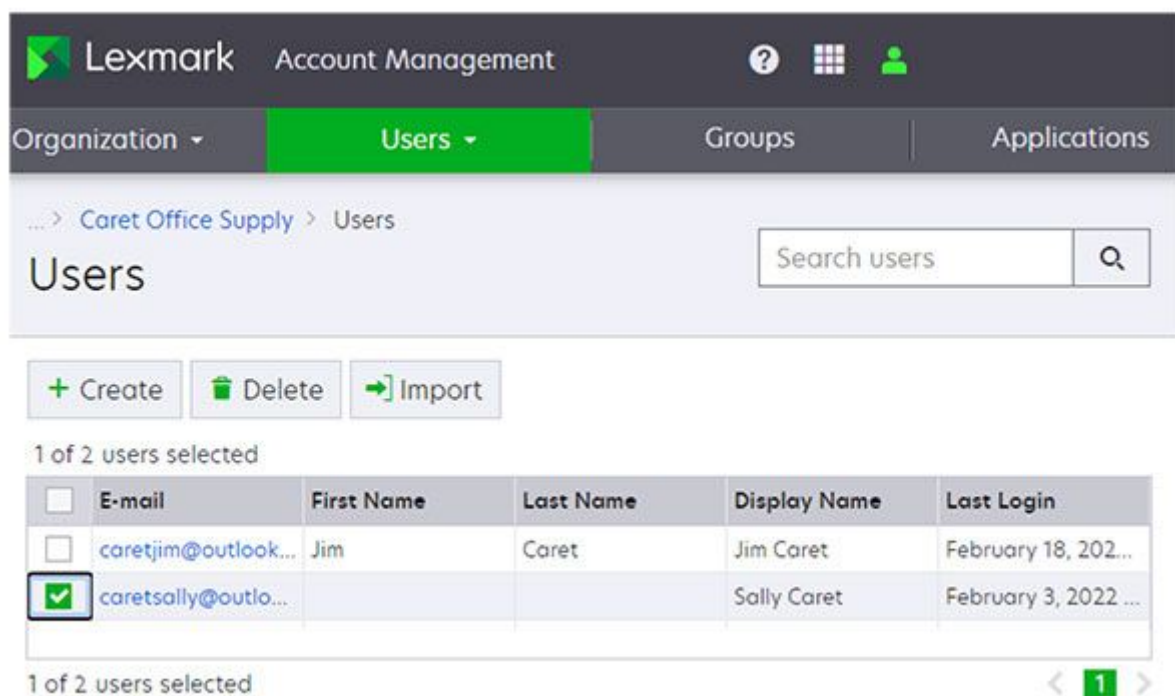 Lexmark Account Management ?
Organization Users Groups Applications
... > Caret Office Supply > Users
Users
Search users
+ Create Delete Import
1 of 2 users selected
E-mail First Name Last Name Display Name Last Login
caretjim@outlook... Jim Caret Jim Caret February 18, 202...
caretsally@outlo... Sally Caret February 3, 2022 ...
1 of 2 users selected < 1 >